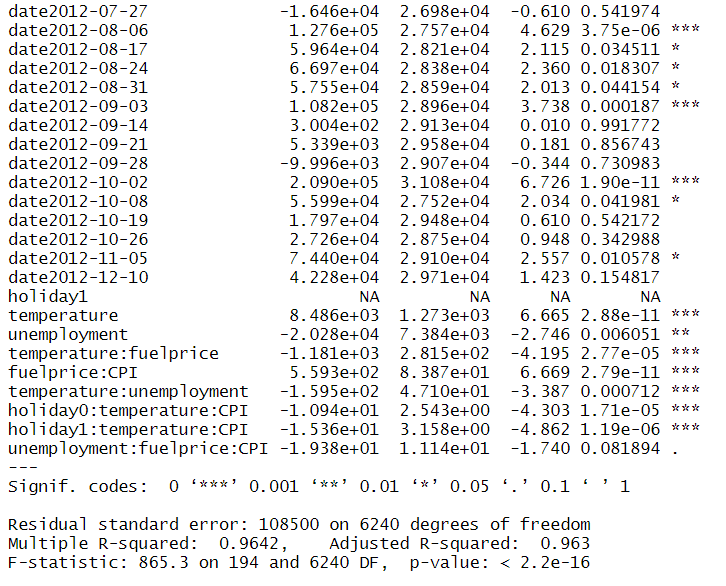 date2012-07-27 -1.646e+04 2.698e+04 -0.610 0.541974
date2012-08-06 1.276e+05 2.757e+04 4.629 3.75e-06 ***
date2012-08-17 5.964e+04 2.821e+04 2.115 0.034511 *
date2012-08-24 6.697e+04 2.838e+04 2.360 0.018307 *
date2012-08-31 5.755e+04 2.859e+04 2.013 0.044154 *
date2012-09-03 1.082e+05 2.896e+04 3.738 0.000187 ***
date2012-09-14 3.004e+02 2.913e+04 0.010 0.991772
date2012-09-21 5.339e+03 2.958e+04 0.181 0.856743
date2012-09-28 -9.996e+03 2.907e+04 -0.344 0.730983
date2012-10-02 2.090e+05 3.108e+04 6.726 1.90e-11 ***
date2012-10-08 5.599e+04 2.752e+04 2.034 0.041981 *
date2012-10-19 1.797e+04 2.948e+04 0.610 0.542172
date2012-10-26 2.726e+04 2.875e+04 0.948 0.342988
date2012-11-05 7.440e+04 2.910e+04 2.557 0.010578 *
date2012-12-10 4.228e+04 2.971e+04 1.423 0.154817
holiday1 NA NA NA NA
temperature 8.486e+03 1.273e+03 6.665 2.88e-11 ***
unemployment -2.028e+04 7.384e+03 -2.746 0.006051 **
temperature:fuelprice -1.181e+03 2.815e+02 -4.195 2.77e-05 ***
fuelprice:CPI 5.593e+02 8.387e+01 6.669 2.79e-11 ***
temperature:unemployment -1.595e+02 4.710e+01 -3.387 0.000712 ***
holiday0:temperature:CPI -1.094e+01 2.543e+00 -4.303 1.71e-05 ***
holiday1:temperature:CPI -1.536e+01 3.158e+00 -4.862 1.19e-06 ***
unemployment:fuelprice:CPI -1.938e+01 1.114e+01 -1.740 0.081894 .
---
Signif. codes: 0 ‘***’ 0.001 ‘**’ 0.01 ‘*’ 0.05 ‘.’ 0.1 ‘ ’ 1
Residual standard error: 108500 on 6240 degrees of freedom
Multiple R-squared: 0.9642, Adjusted R-squared: 0.963
F-statistic: 865.3 on 194 and 6240 DF, p-value: < 2.2e-16